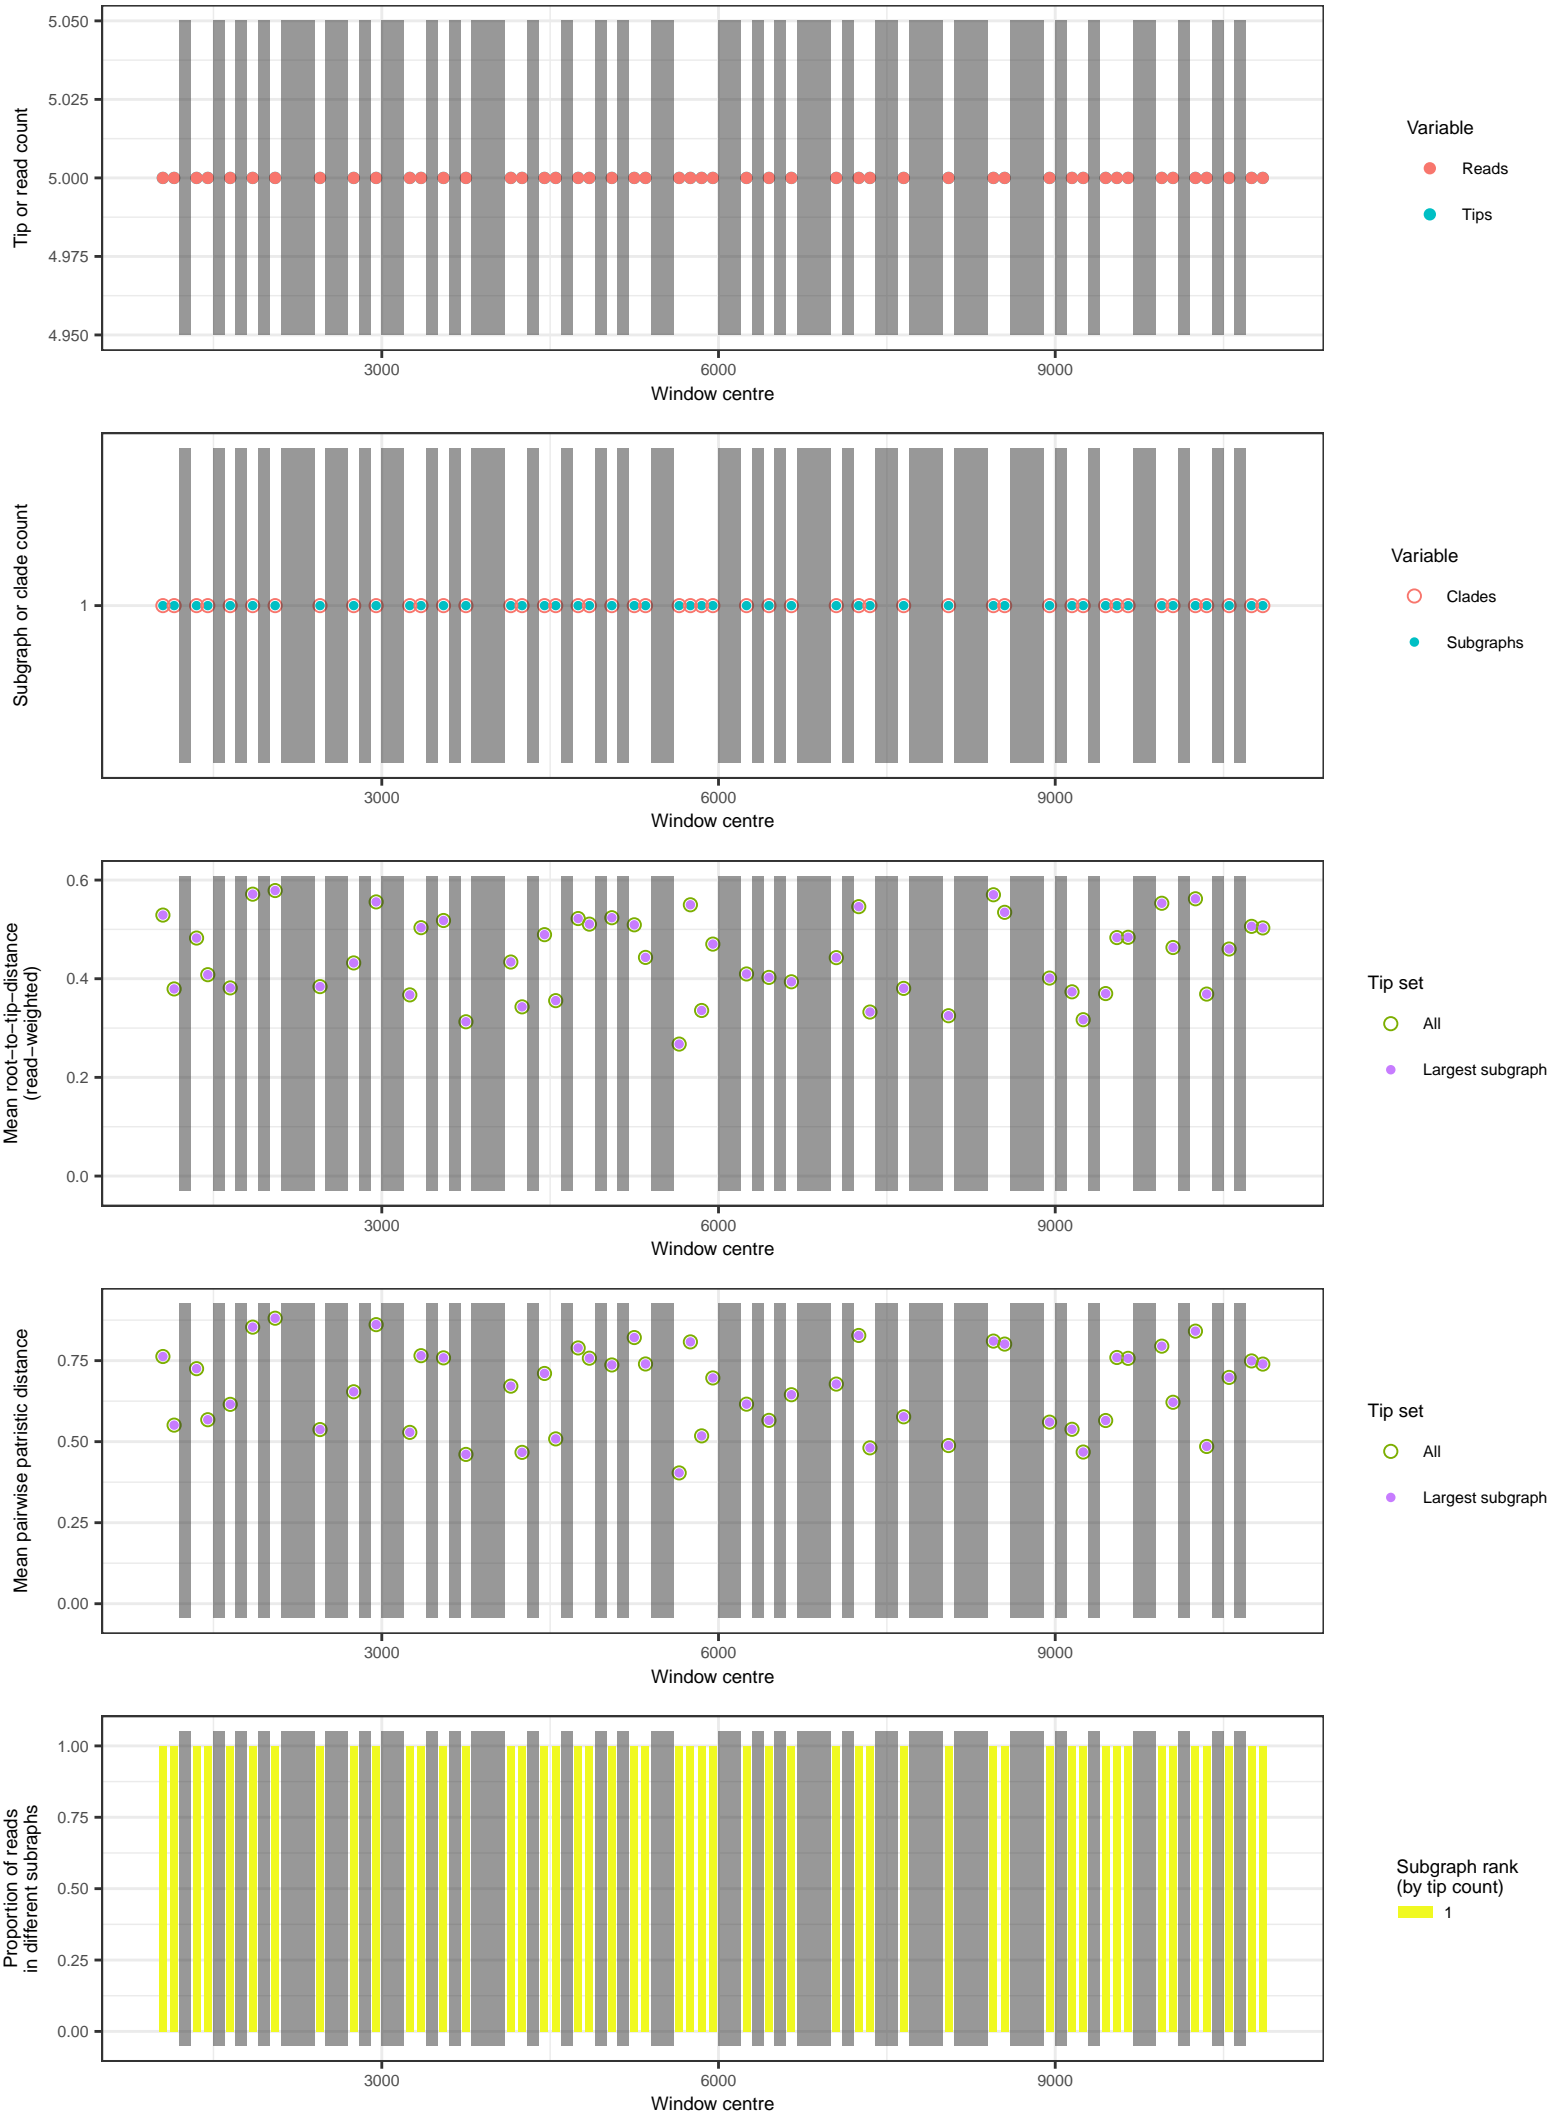 5.050
5.025
5.000
4.975
4.950
Tip or read count
3000
6000
9000
Window centre
Variable
Reads
Tips
1
Subgraph or clade count
3000
6000
9000
Window centre
Variable
Clades
Subgraphs
0.6
0.4
0.2
0.0
Mean root−to−tip−distance
(read−weighted)
3000
6000
9000
Window centre
Tip set
All
Largest subgraph
0.75
0.50
0.25
0.00
Mean pairwise patristic distance
3000
6000
9000
Window centre
Tip set
All
Largest subgraph
1.00
0.75
0.50
0.25
0.00
Proportion of reads
in different subraphs
3000
6000
9000
Window centre
Subgraph rank
(by tip count)
1